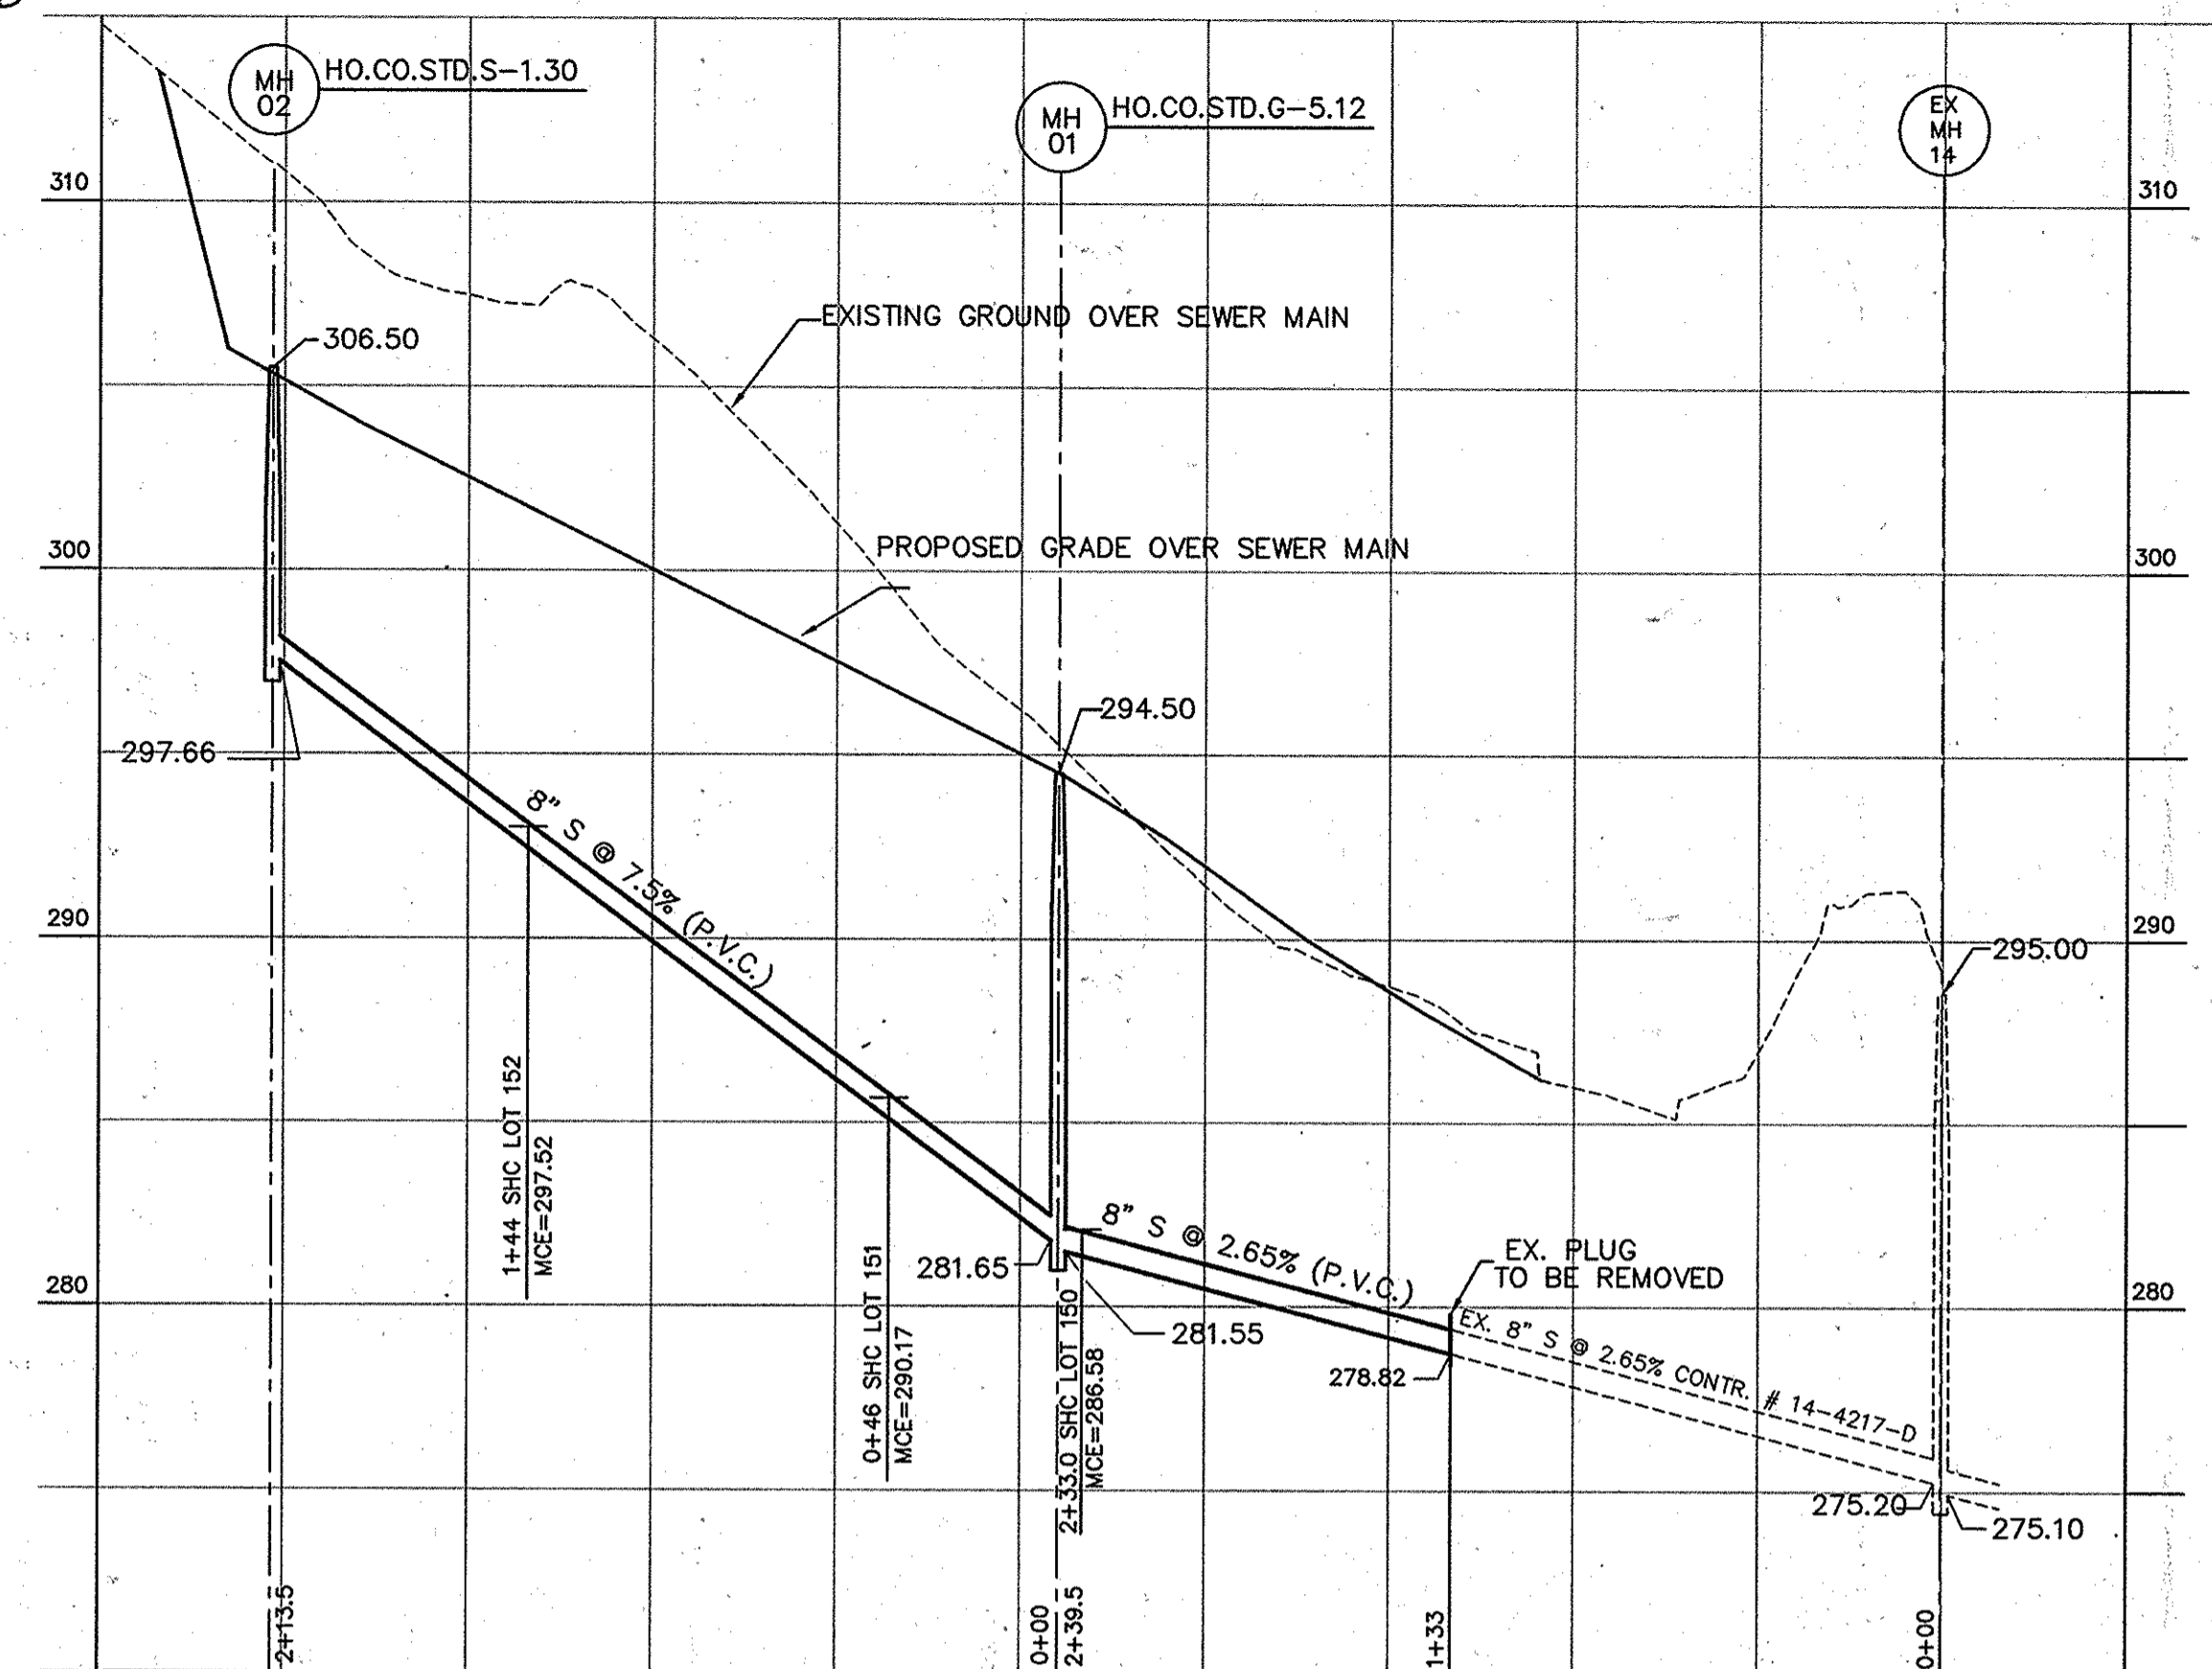 MH
02
HO.CO.STD.S-1.30
MH
01
HO.CO.STD.G-5.12
EX
MH
14
310
310
306.50
EXISTING GROUND OVER SEWER MAIN
PROPOSED GRADE OVER SEWER MAIN
300
300
294.50
297.66
8" S @ 7.5% (P.V.C.)
290
290
295.00
1+44 SHC LOT 152
MCE=297.52
0+46 SHC LOT 151
MCE=290.17
281.65
2+33.0 SHC LOT 150
MCE=286.58
8" S @ 2.65% (P.V.C.)
281.55
EX. PLUG
TO BE REMOVED
280
280
278.82
EX. 8" S @ 2.65% CONTR. # 14-4217-D
275.20
275.10
2+13.5
0+00
2+39.5
1+33
0+00